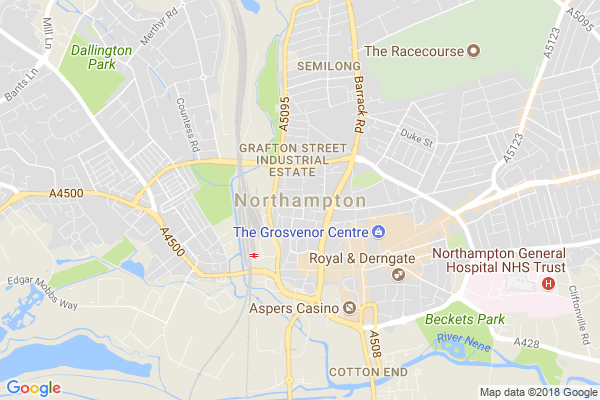 A5095
Mill Ln
Merthyr Rd
A5123
Dallington
Park
The Racecourse
SEMILONG
Bants Ln
Barrack Rd
Countess Rd
A5095
Duke St
A5123
GRAFTON STREET
INDUSTRIAL
ESTATE
A4500
Northampton
The Grosvenor Centre
A4500
Northampton General
Hospital NHS Trust
H
Royal & Derngate
Edgar Mobbs Way
Cliftonville Rd
Aspers Casino
Beckets Park
A508
River Nene
A428
COTTON END
Google
Map data ©2018 Google